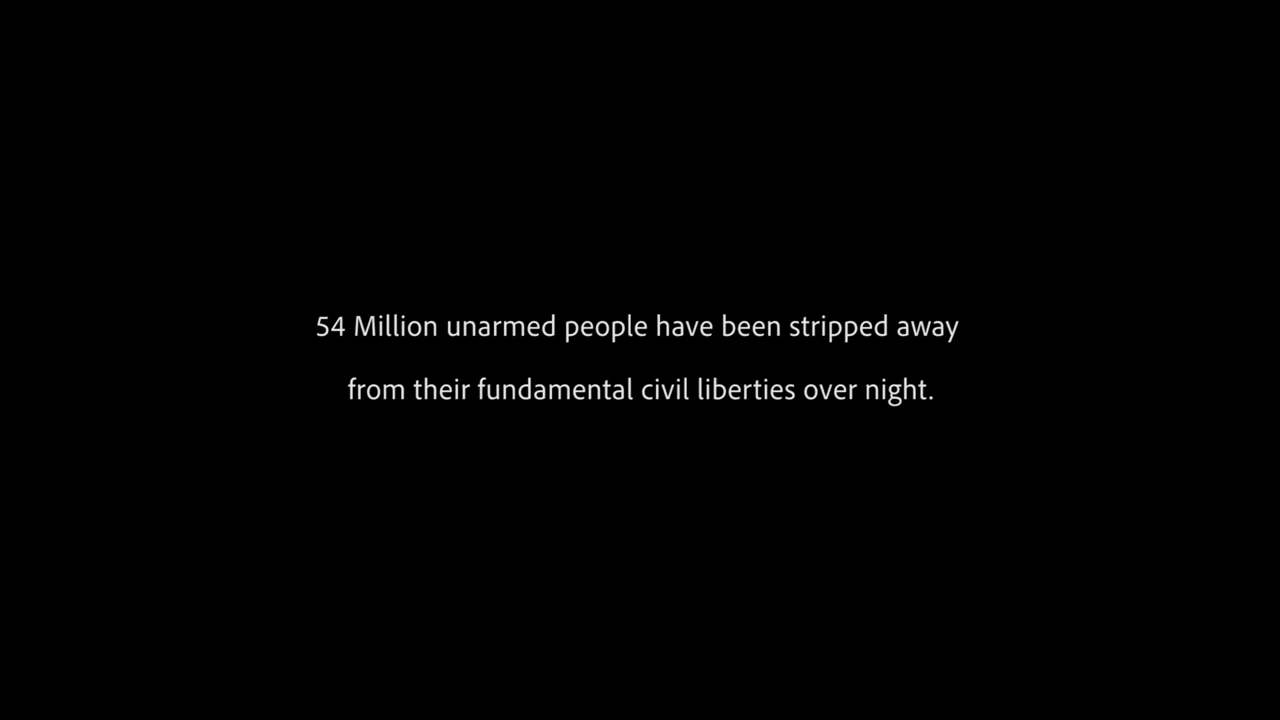 54 Million unarmed people have been stripped away
from their fundamental civil liberties over night.